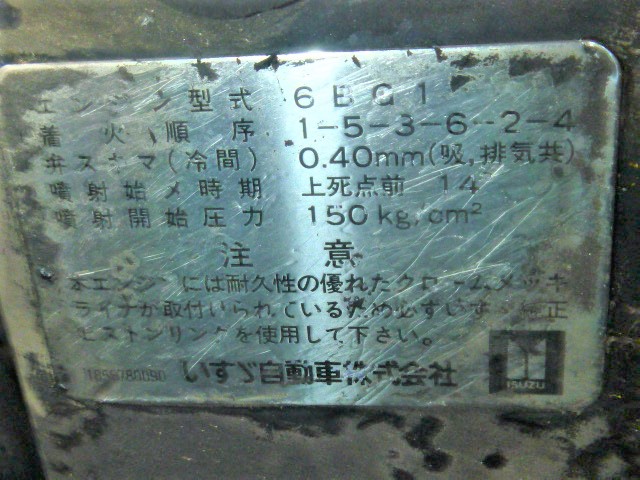 エンジン型式 6BG1
着火順序 1-5-3-6-2-4
弁スキマ(冷間) 0.40mm(吸,排気共)
噴射始メ時期 上死点前 14
噴射開始圧力 150kg/cm²
注意
本エンジンには耐久性の優れたクロームメッキ
ライナが取付けられているため必ずいすゞ純正
ピストンリングを使用して下さい。
いすゞ自動車株式会社
ISUZU